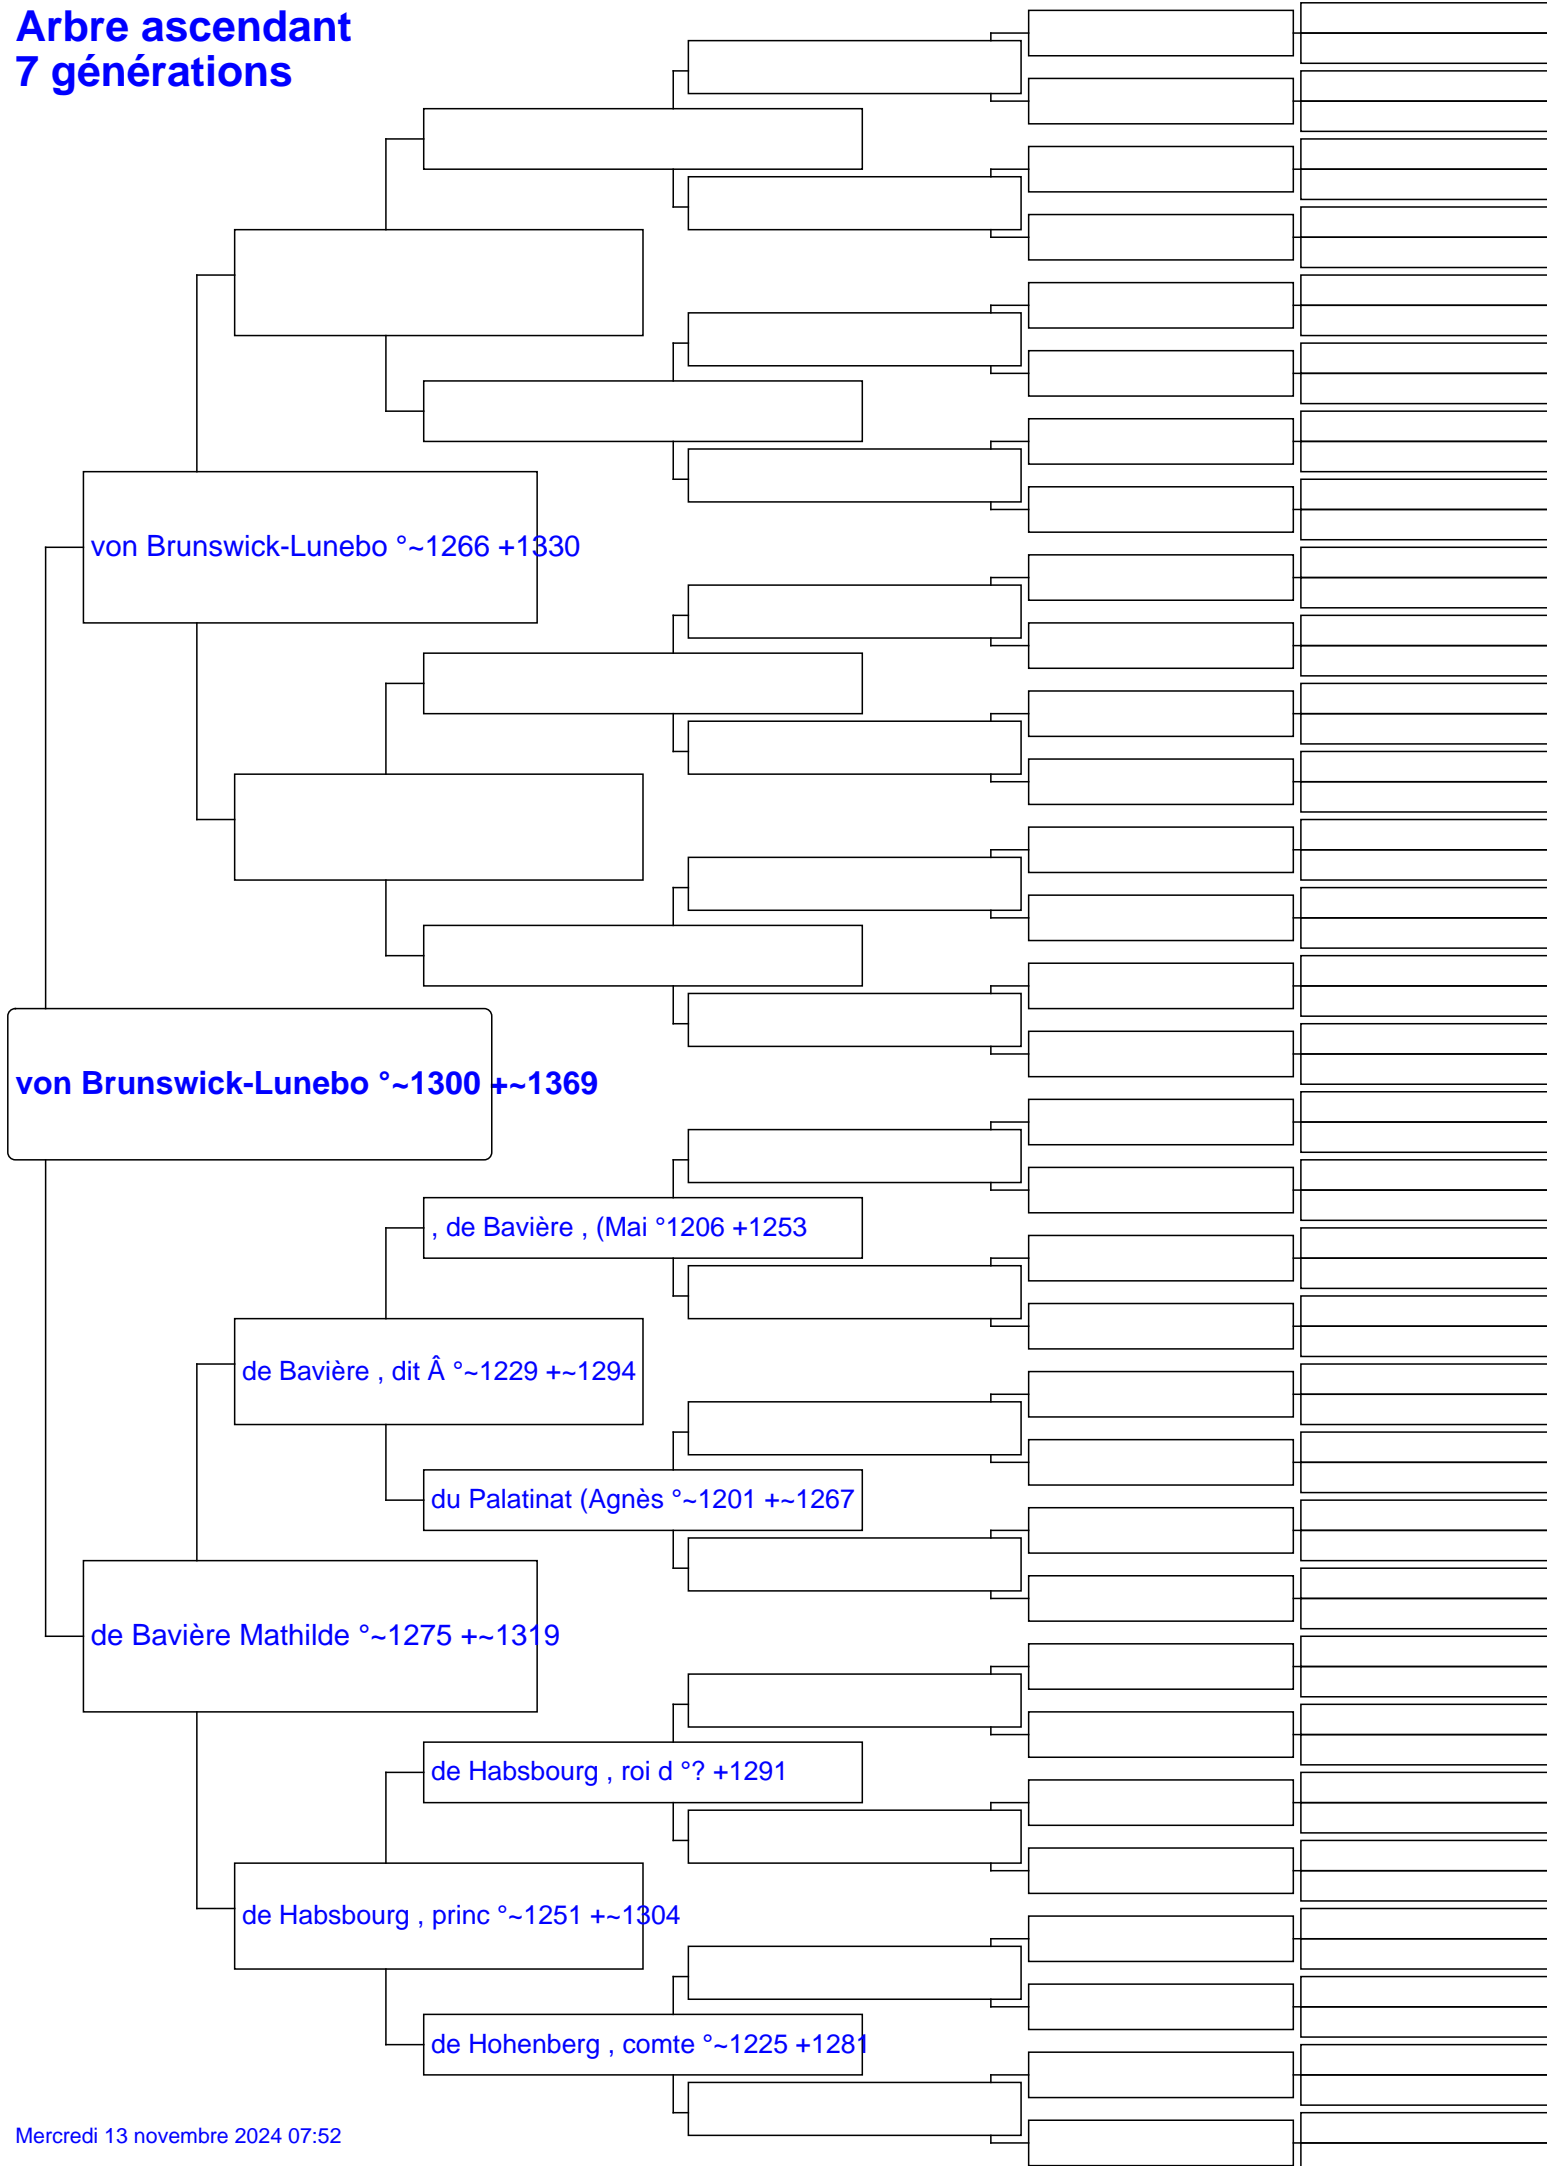 Arbre ascendant
7 générations
von Brunswick-Lunebo °~1266 +1330
von Brunswick-Lunebo °~1300 +~1369
, de Bavière , (Mai °1206 +1253
de Bavière , dit Â °~1229 +~1294
du Palatinat (Agnès °~1201 +~1267
de Bavière Mathilde °~1275 +~1319
de Habsbourg , roi d °? +1291
de Habsbourg , princ °~1251 +~1304
de Hohenberg , comte °~1225 +1281
Mercredi 13 novembre 2024 07:52